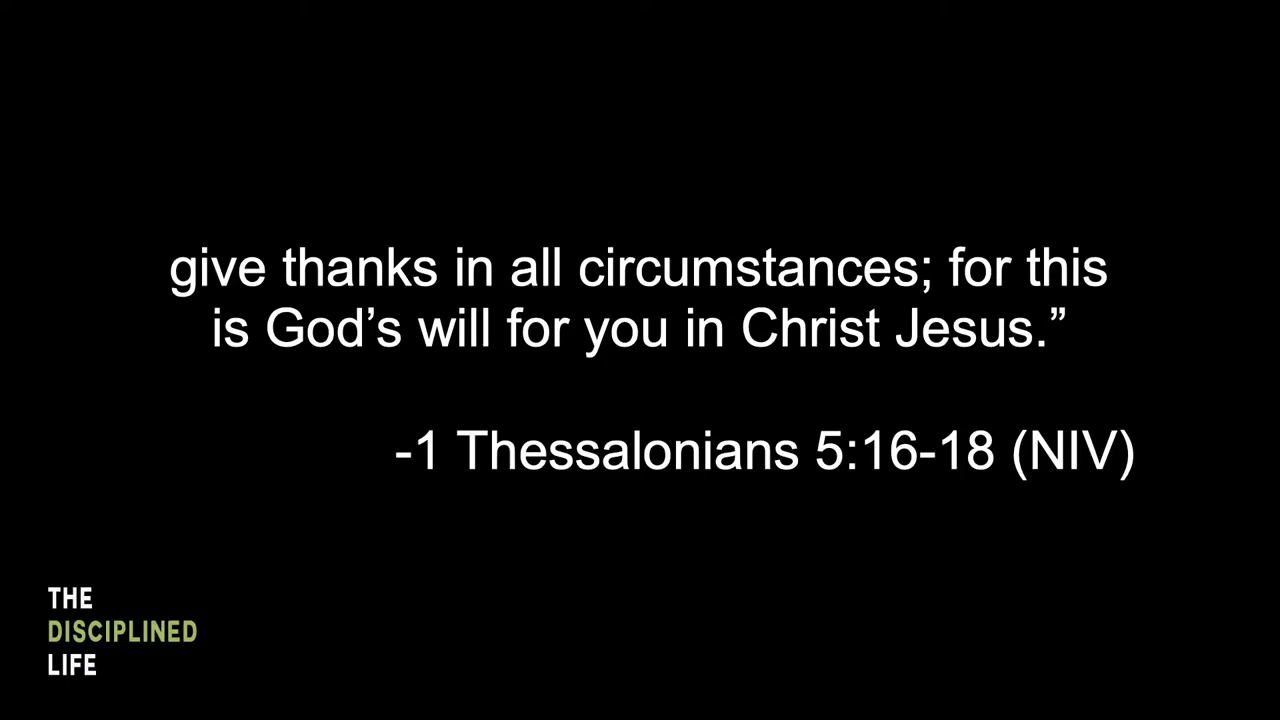 give thanks in all circumstances; for this
is God’s will for you in Christ Jesus.”
-1 Thessalonians 5:16-18 (NIV)
THE
DISCIPLINED
LIFE